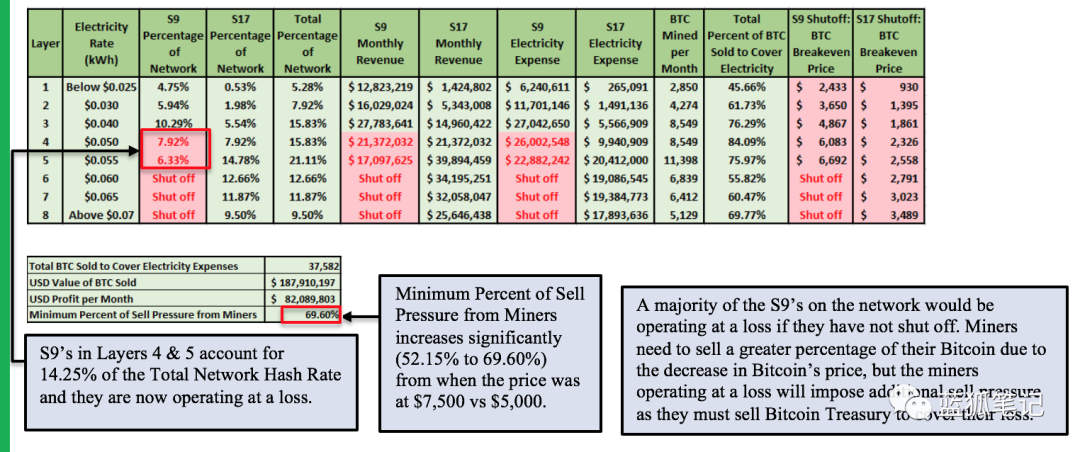 Layer | Electricity Rate (kWh) | S9 Percentage of Network | S17 Percentage of Network | Total Percentage of Network | S9 Monthly Revenue | S17 Monthly Revenue | S9 Electricity Expense | S17 Electricity Expense | BTC Mined per Month | Total Percent of BTC Sold to Cover Electricity | S9 Shutoff: BTC Breakeven Price | S17 Shutoff: BTC Breakeven Price
1 | Below $0.025 | 4.75% | 0.53% | 5.28% | $ 12,823,219 | $ 1,424,802 | $ 6,240,611 | $ 265,091 | 2,850 | 45.66% | $ 2,433 | $ 930
2 | $0.030 | 5.94% | 1.98% | 7.92% | $ 16,029,024 | $ 5,343,008 | $ 11,701,146 | $ 1,491,136 | 4,274 | 61.73% | $ 3,650 | $ 1,395
3 | $0.040 | 10.29% | 5.54% | 15.83% | $ 27,783,641 | $ 14,960,422 | $ 27,042,650 | $ 5,566,909 | 8,549 | 76.29% | $ 4,867 | $ 1,861
4 | $0.050 | 7.92% | 7.92% | 15.83% | $ 21,372,032 | $ 21,372,032 | $ 26,002,548 | $ 9,940,909 | 8,549 | 84.09% | $ 6,083 | $ 2,326
5 | $0.055 | 6.33% | 14.78% | 21.11% | $ 17,097,625 | $ 39,894,459 | $ 22,882,242 | $ 20,412,000 | 11,398 | 75.97% | $ 6,692 | $ 2,558
6 | $0.060 | Shut off | 12.66% | 12.66% | Shut off | $ 34,195,251 | Shut off | $ 19,086,545 | 6,839 | 55.82% | Shut off | $ 2,791
7 | $0.065 | Shut off | 11.87% | 11.87% | Shut off | $ 32,058,047 | Shut off | $ 19,384,773 | 6,412 | 60.47% | Shut off | $ 3,023
8 | Above $0.07 | Shut off | 9.50% | 9.50% | Shut off | $ 25,646,438 | Shut off | $ 17,893,636 | 5,129 | 69.77% | Shut off | $ 3,489
Total BTC Sold to Cover Electricity Expenses | 37,582
USD Value of BTC Sold | $ 187,910,197
USD Profit per Month | $ 82,089,803
Minimum Percent of Sell Pressure from Miners | 69.60%
S9's in Layers 4 & 5 account for
14.25% of the Total Network Hash Rate
and they are now operating at a loss.
Minimum Percent of Sell
Pressure from Miners
increases significantly
(52.15% to 69.60%)
from when the price was
at $7,500 vs $5,000.
A majority of the S9's on the network would be
operating at a loss if they have not shut off. Miners
need to sell a greater percentage of their Bitcoin due to
the decrease in Bitcoin's price, but the miners
operating at a loss will impose additional sell pressure
as they must sell Bitcoin Treasury to cover their loss.
蓝狐笔记